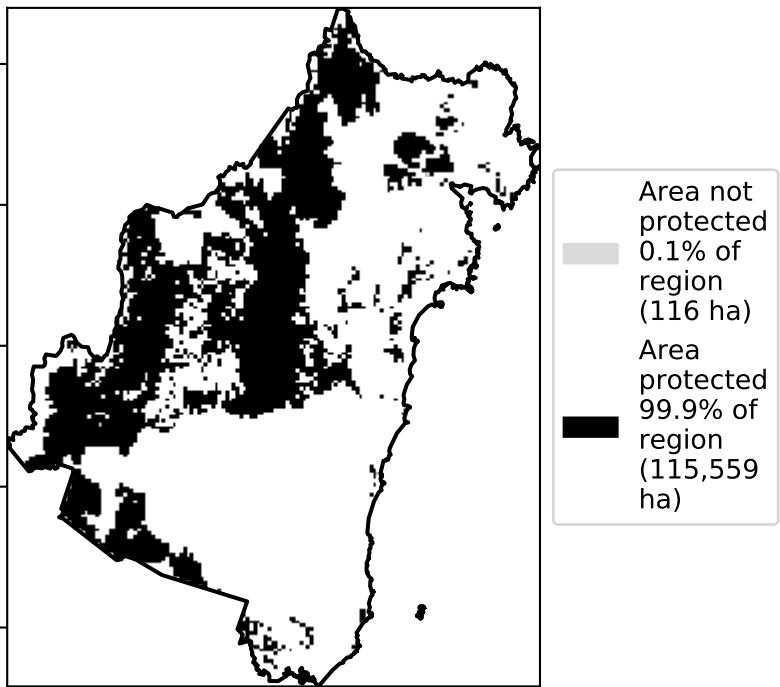 Area not
protected
0.1% of
region
(116 ha)
Area
protected
99.9% of
region
(115,559
ha)